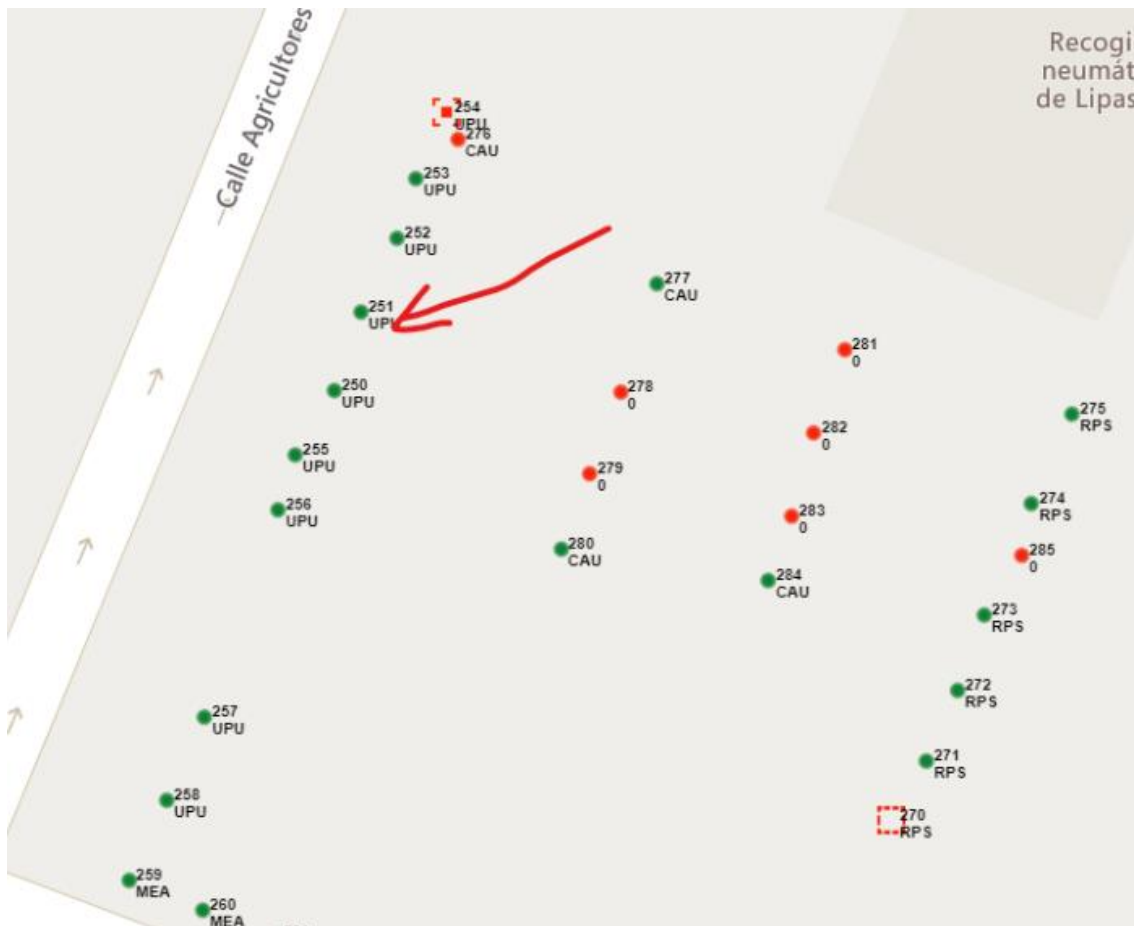 Calle Agricultores
Recogi
neumát
de Lipas
254
UPU
276
CAU
253
UPU
252
UPU
277
CAU
251
UPU
281
0
250
UPU
278
0
275
RPS
282
0
255
UPU
279
0
274
RPS
256
UPU
283
0
280
CAU
285
0
284
CAU
273
RPS
272
RPS
257
UPU
271
RPS
258
UPU
270
RPS
259
MEA
260
MEA